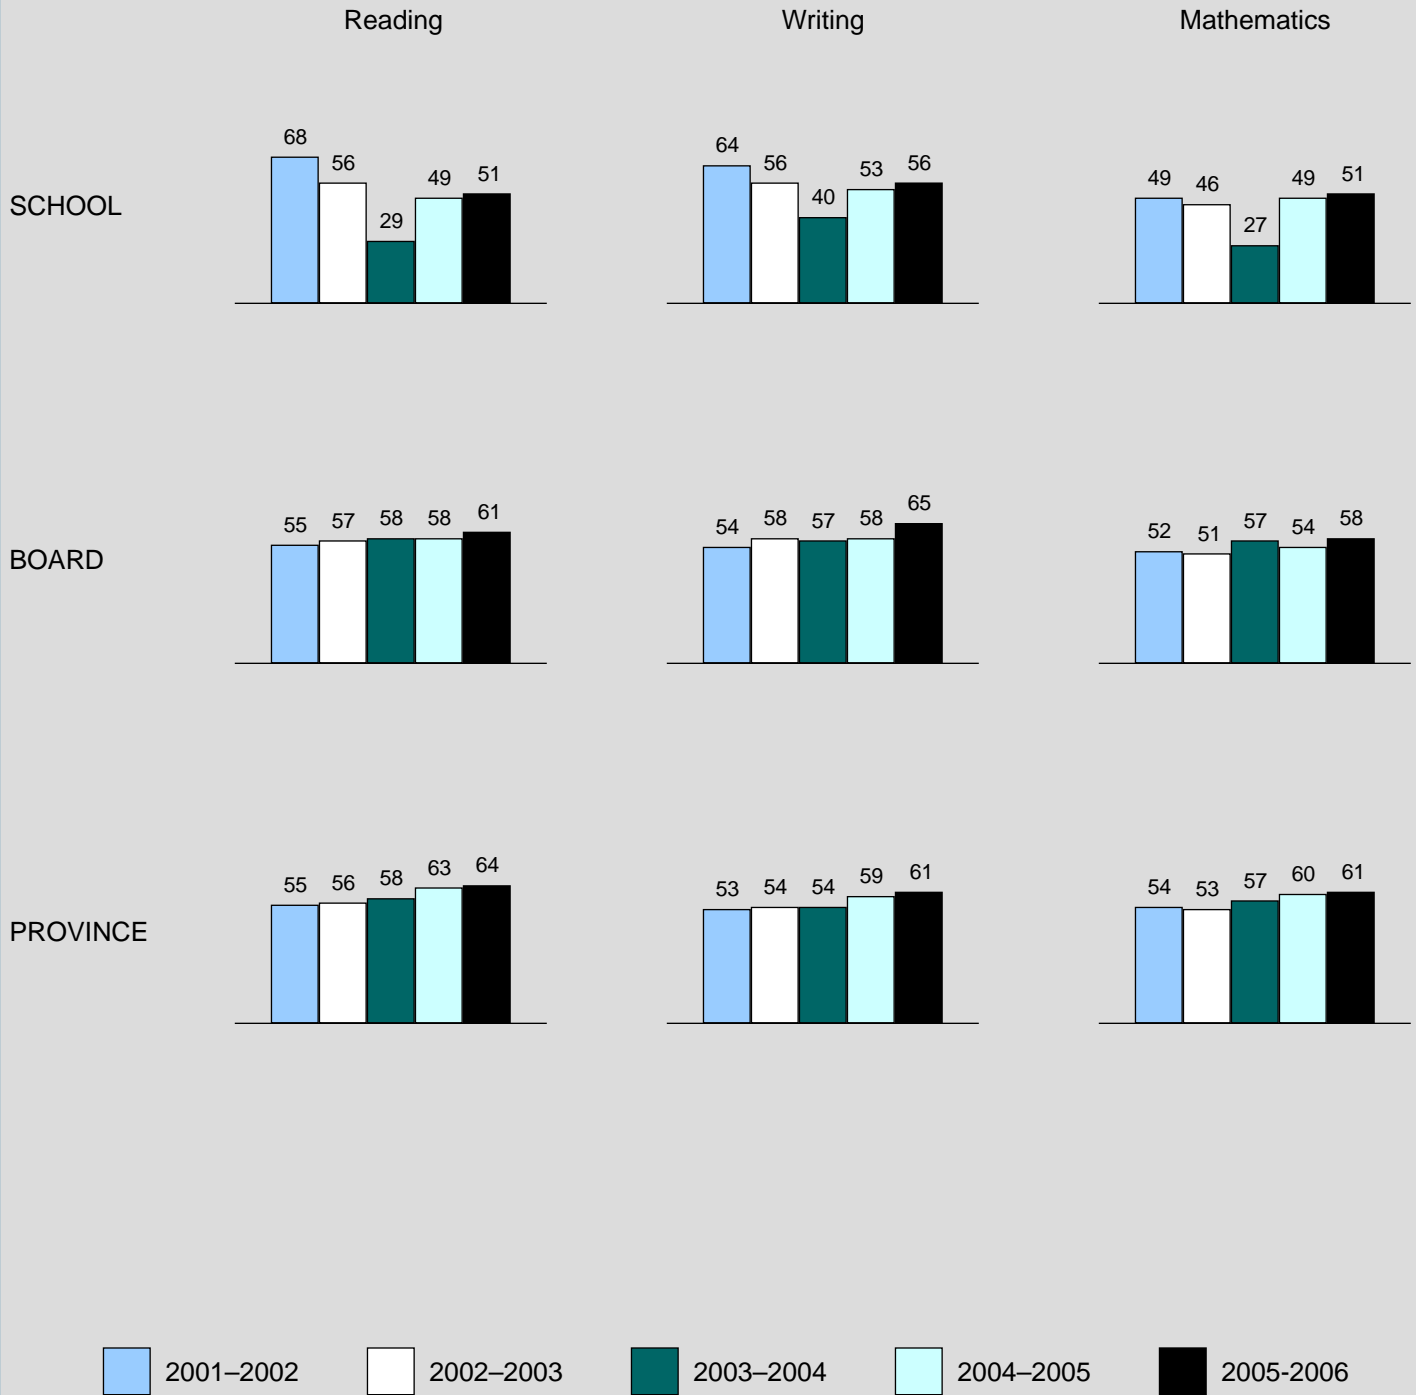 Reading Writing Mathematics
SCHOOL
68 56 29 49 51
64 56 40 53 56
49 46 27 49 51
BOARD
55 57 58 58 61
54 58 57 58 65
52 51 57 54 58
PROVINCE
55 56 58 63 64
53 54 54 59 61
54 53 57 60 61
2001–2002 2002–2003 2003–2004 2004–2005 2005-2006